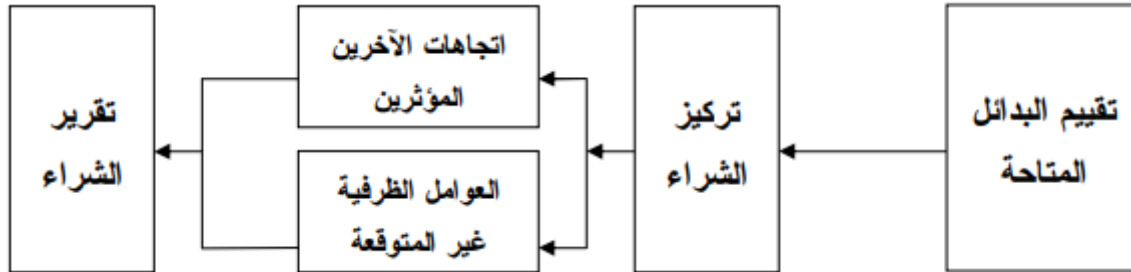 تقييم البدائل
المتاحة
تركيز
الشراء
اتجاهات الآخرين
المؤثرين
العوامل الظرفية
غير المتوقعة
تقرير
الشراء